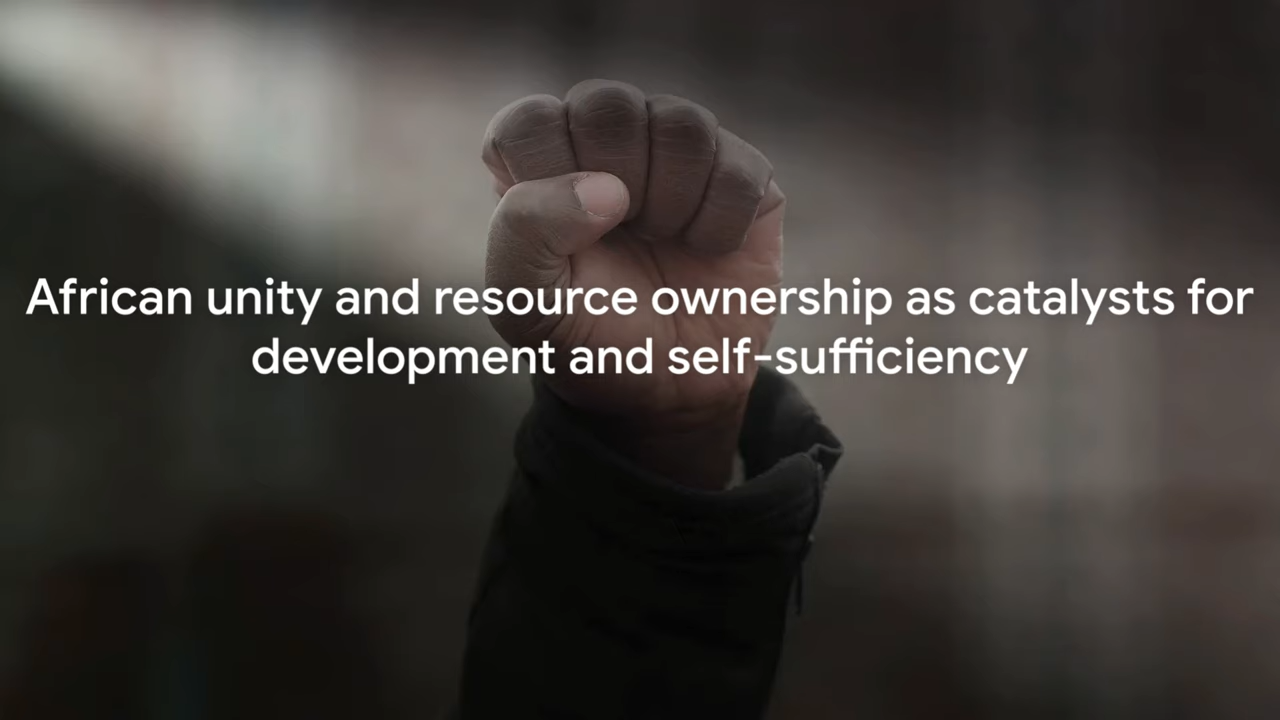 African unity and resource ownership as catalysts for
development and self-sufficiency